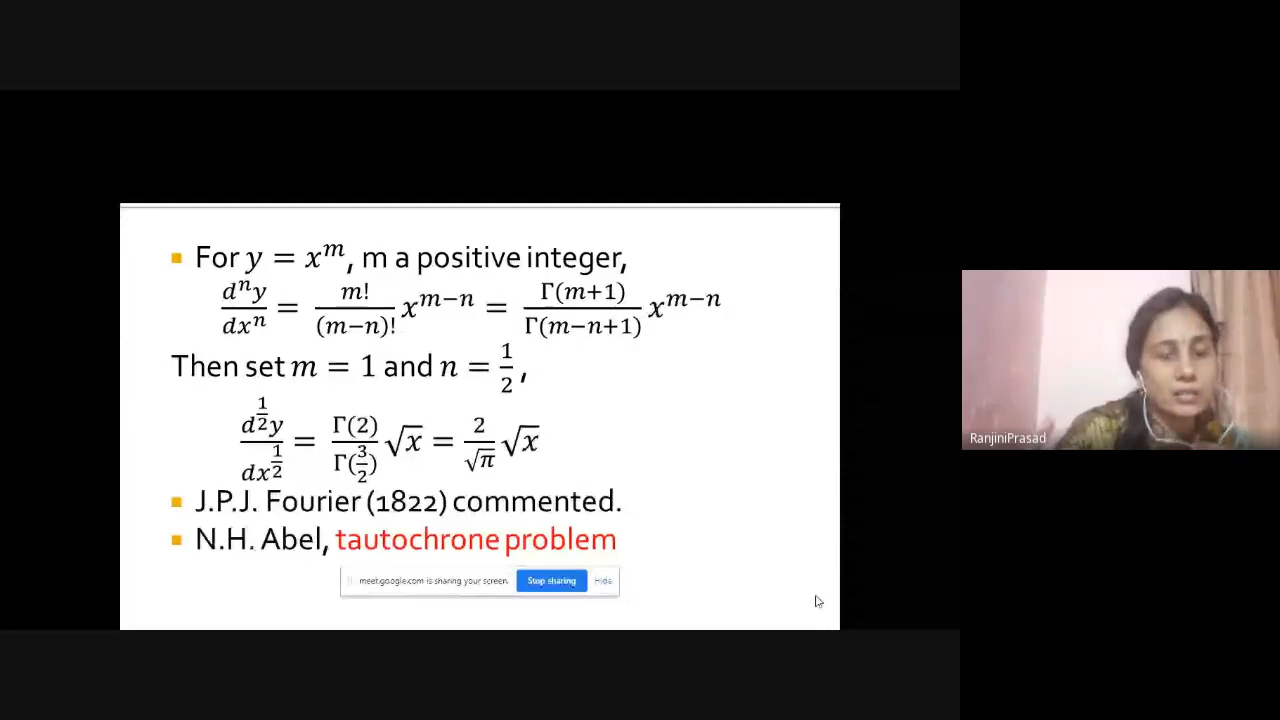 For y = x^m, m a positive integer,
d^n y/dx^n = m!/(m−n)! x^{m−n} = Γ(m+1)/Γ(m−n+1) x^{m−n}
Then set m = 1 and n = 1/2,
d^{1/2}y/dx^{1/2} = Γ(2)/Γ(3/2) √x = 2/√π √x
J.P.J. Fourier (1822) commented.
N.H. Abel, tautochrone problem
meet.google.com is sharing your screen. Stop sharing Hide
RanjiniPrasad